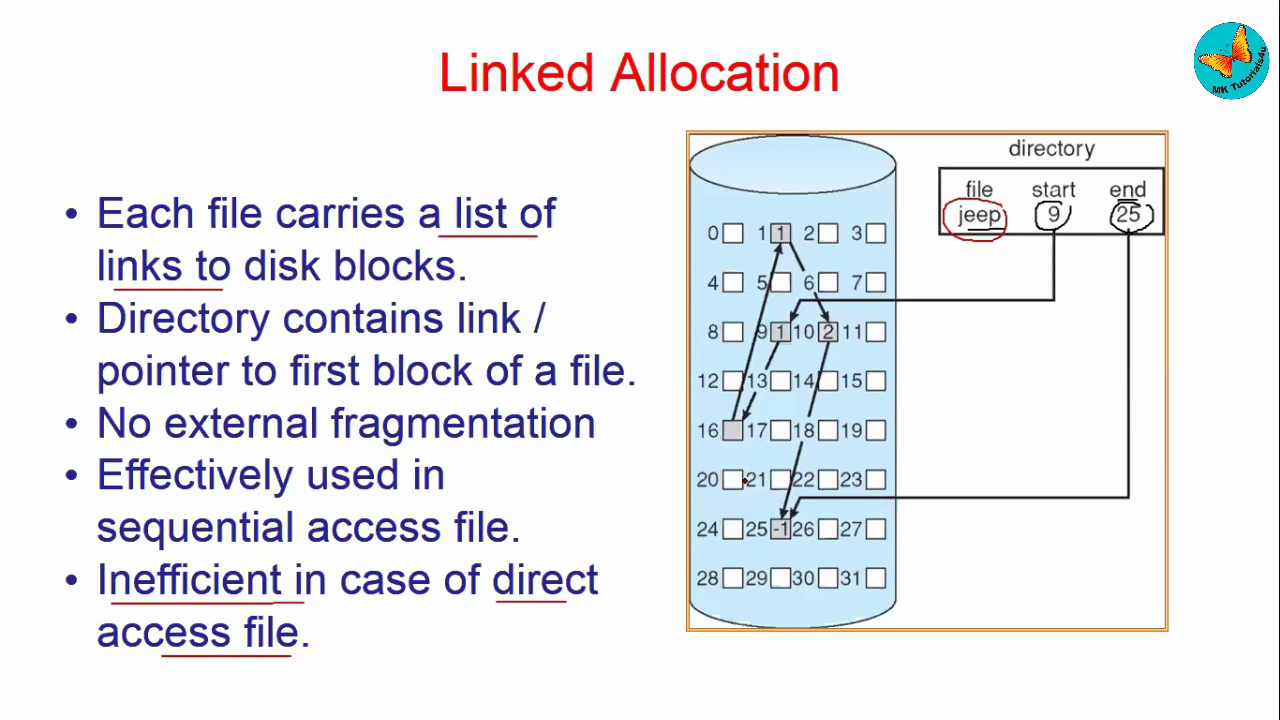 Linked Allocation
MK Tutorials4u
• Each file carries a list of
links to disk blocks.
• Directory contains link /
pointer to first block of a file.
• No external fragmentation
• Effectively used in
sequential access file.
• Inefficient in case of direct
access file.
directory
file start end
jeep 9 25
0 1 1 2 3
4 5 6 7
8 9 1 10 2 11
12 13 14 15
16 17 18 19
20 21 22 23
24 25 -1 26 27
28 29 30 31